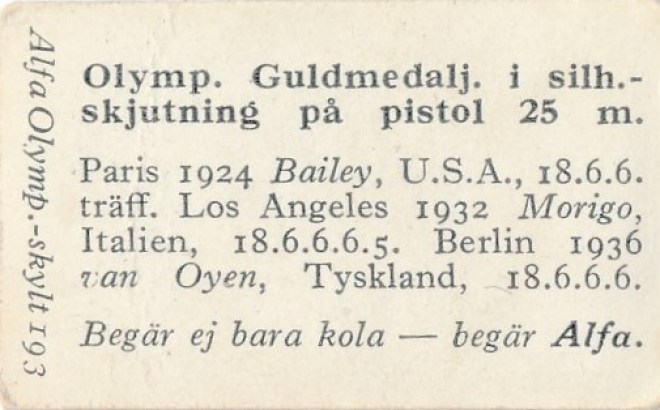 Olymp. Guldmedalj. i silh.-
skjutning på pistol 25 m.
Paris 1924 Bailey, U.S.A., 18.6.6.
träff. Los Angeles 1932 Morigo,
Italien, 18.6.6.6.5. Berlin 1936
van Oyen, Tyskland, 18.6.6.6.
Begär ej bara kola — begär Alfa.
Alfa Olymp.-skylt 193